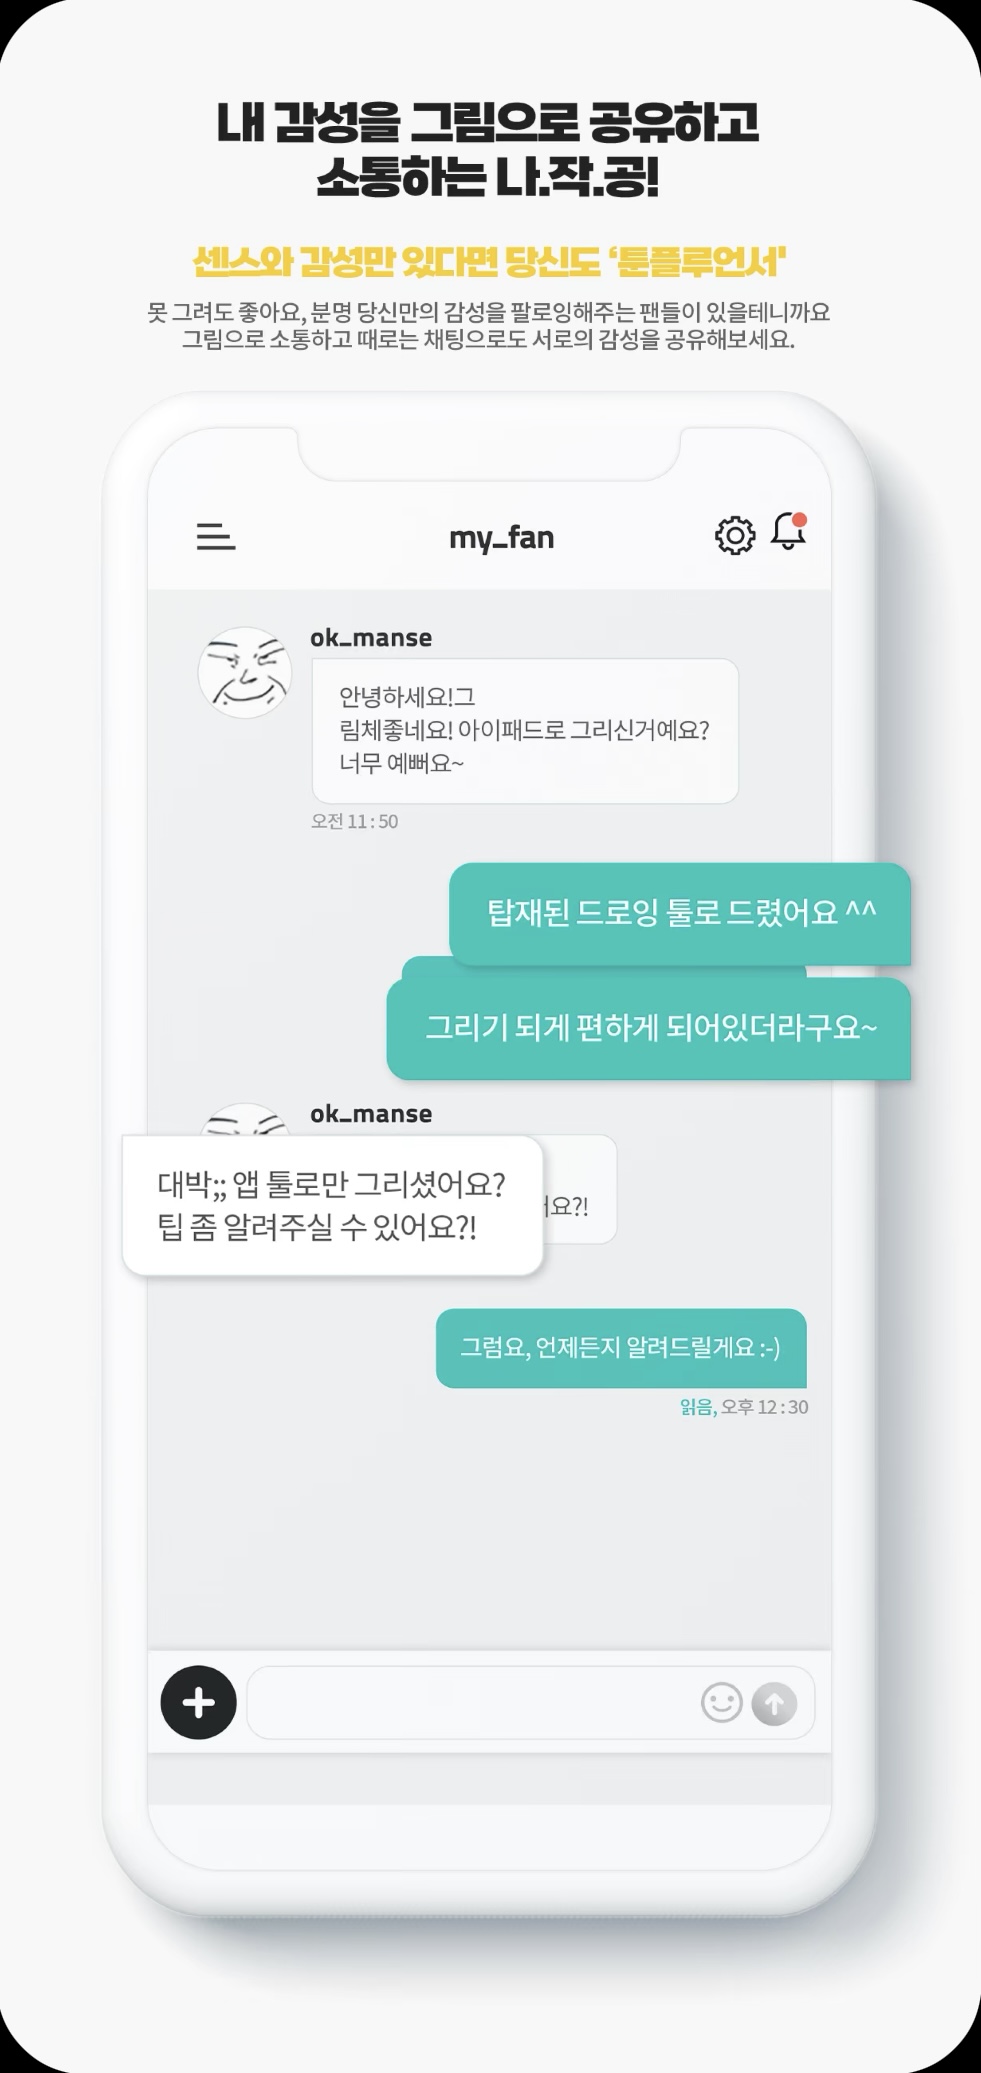 내 감성을 그림으로 공유하고
소통하는 나.작.공!
센스와 감성만 있다면 당신도 ‘툰플루언서'
못 그려도 좋아요, 분명 당신만의 감성을 팔로잉해주는 팬들이 있을테니까요
그림으로 소통하고 때로는 채팅으로도 서로의 감성을 공유해보세요.
my_fan
ok_manse
안녕하세요!그
림체좋네요! 아이패드로 그리신거예요?
너무 예뻐요~
오전 11 : 50
탑재된 드로잉 툴로 드렸어요 ^^
그리기 되게 편하게 되어있더라구요~
ok_manse
대박;; 앱 툴로만 그리셨어요?
팁 좀 알려주실 수 있어요?!
요?!
그럼요, 언제든지 알려드릴게요 :-)
읽음, 오후 12 : 30